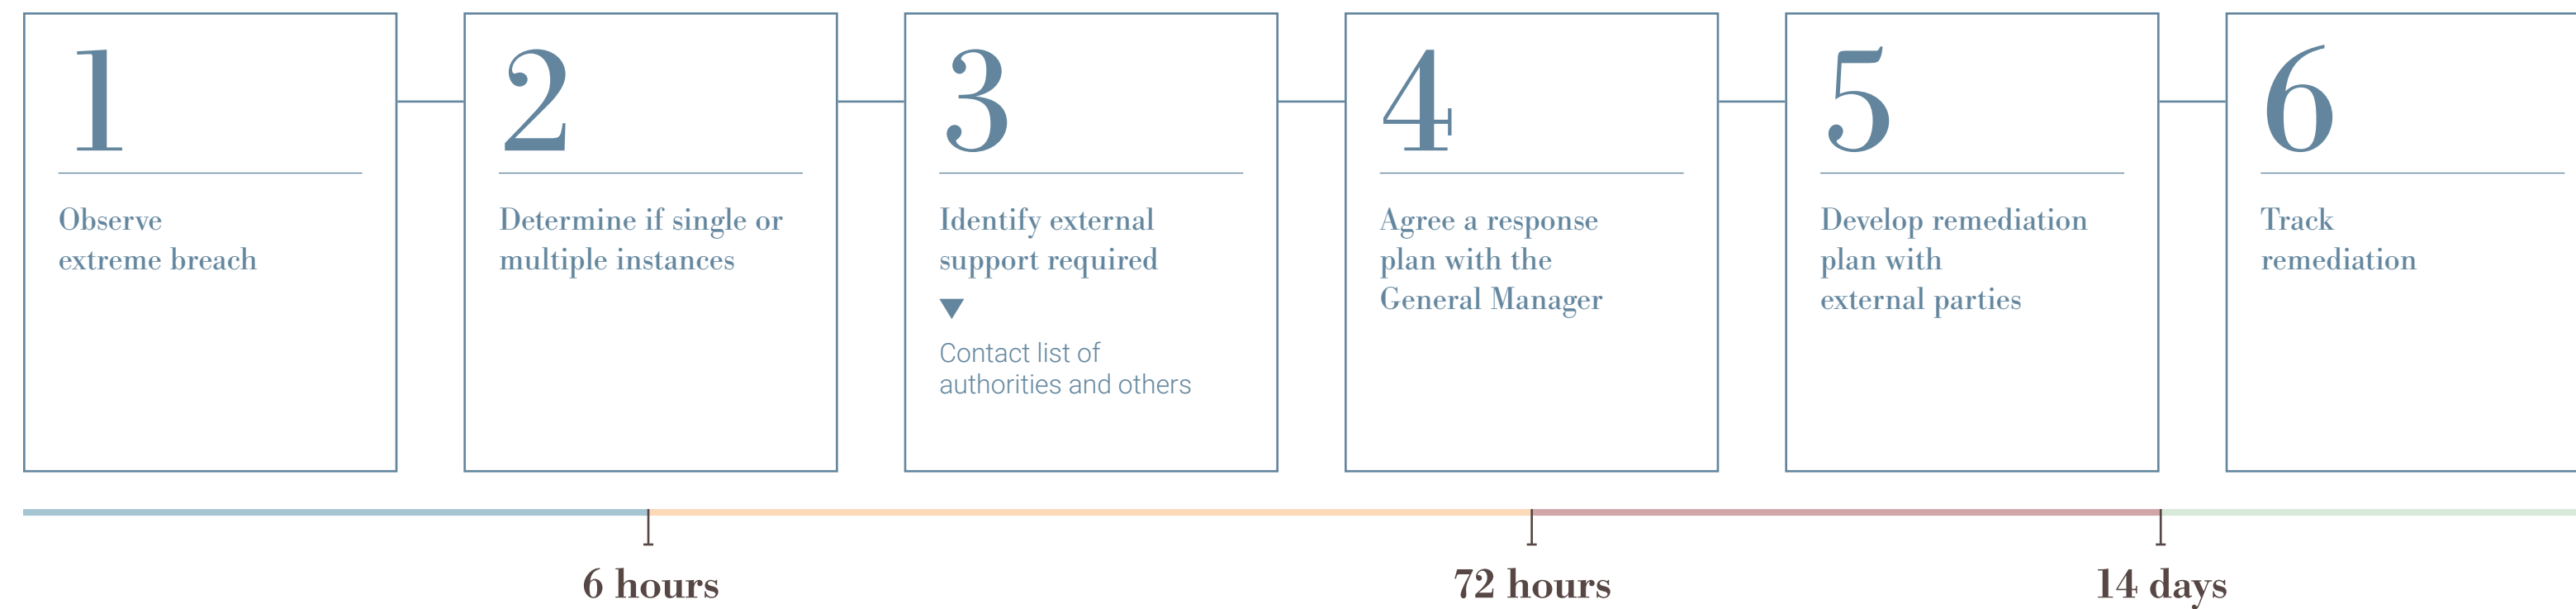 1
Observe
extreme breach
2
Determine if single or
multiple instances
3
Identify external
support required
Contact list of
authorities and others
4
Agree a response
plan with the
General Manager
5
Develop remediation
plan with
external parties
6
Track
remediation
6 hours
72 hours
14 days